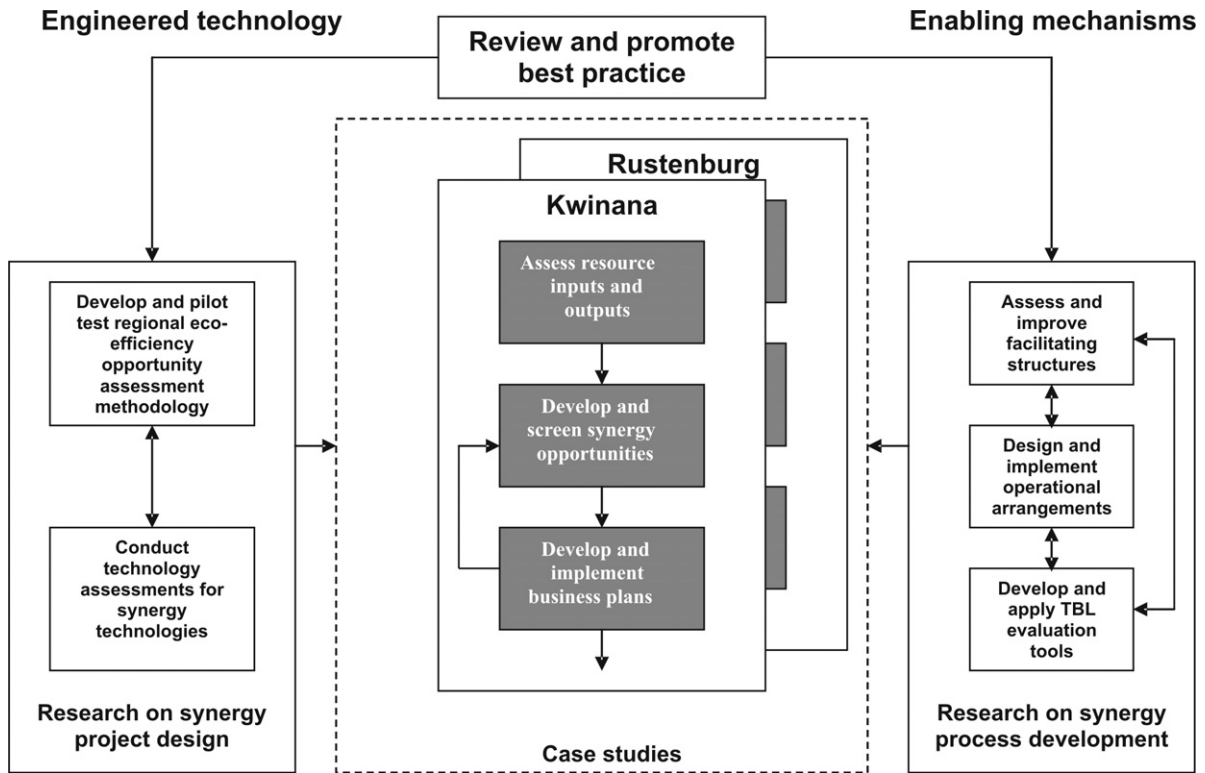 Engineered technology
Review and promote
best practice
Enabling mechanisms
Develop and pilot
test regional eco-
efficiency
opportunity
assessment
methodology
Conduct
technology
assessments for
synergy
technologies
Research on synergy
project design
Rustenburg
Kwinana
Assess resource
inputs and
outputs
Develop and
screen synergy
opportunities
Develop and
implement
business plans
Case studies
Assess and
improve
facilitating
structures
Design and
implement
operational
arrangements
Develop and
apply TBL
evaluation
tools
Research on synergy
process development